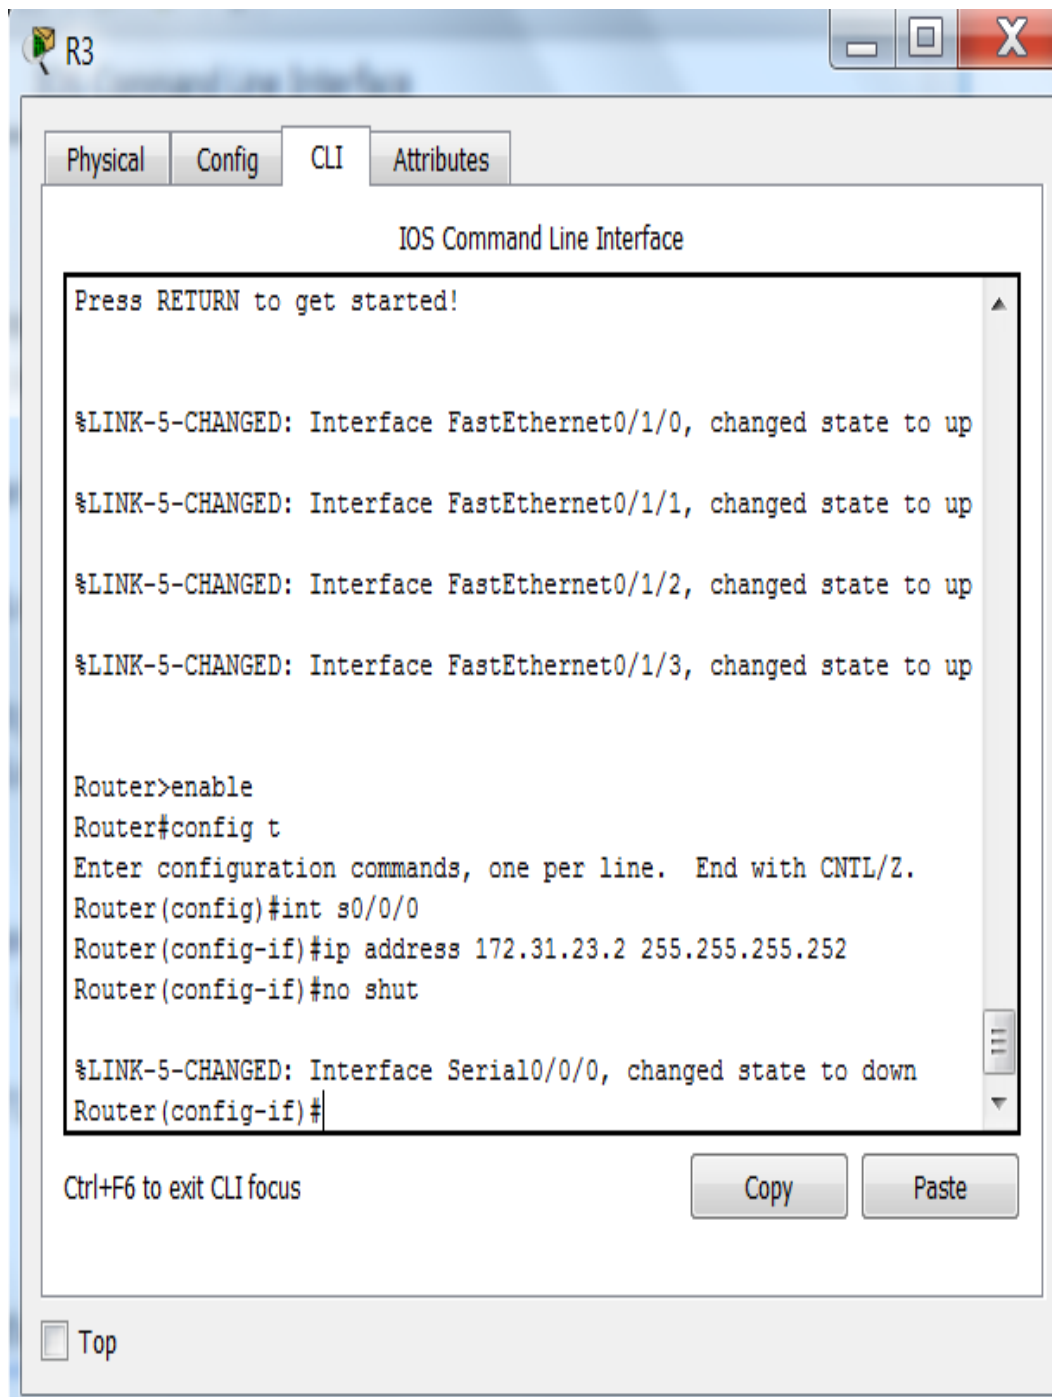 R3
Physical Config CLI Attributes
IOS Command Line Interface
Press RETURN to get started!
%LINK-5-CHANGED: Interface FastEthernet0/1/0, changed state to up
%LINK-5-CHANGED: Interface FastEthernet0/1/1, changed state to up
%LINK-5-CHANGED: Interface FastEthernet0/1/2, changed state to up
%LINK-5-CHANGED: Interface FastEthernet0/1/3, changed state to up
Router>enable
Router#config t
Enter configuration commands, one per line.  End with CNTL/Z.
Router(config)#int s0/0/0
Router(config-if)#ip address 172.31.23.2 255.255.255.252
Router(config-if)#no shut
%LINK-5-CHANGED: Interface Serial0/0/0, changed state to down
Router(config-if)#
Ctrl+F6 to exit CLI focus Copy Paste
Top